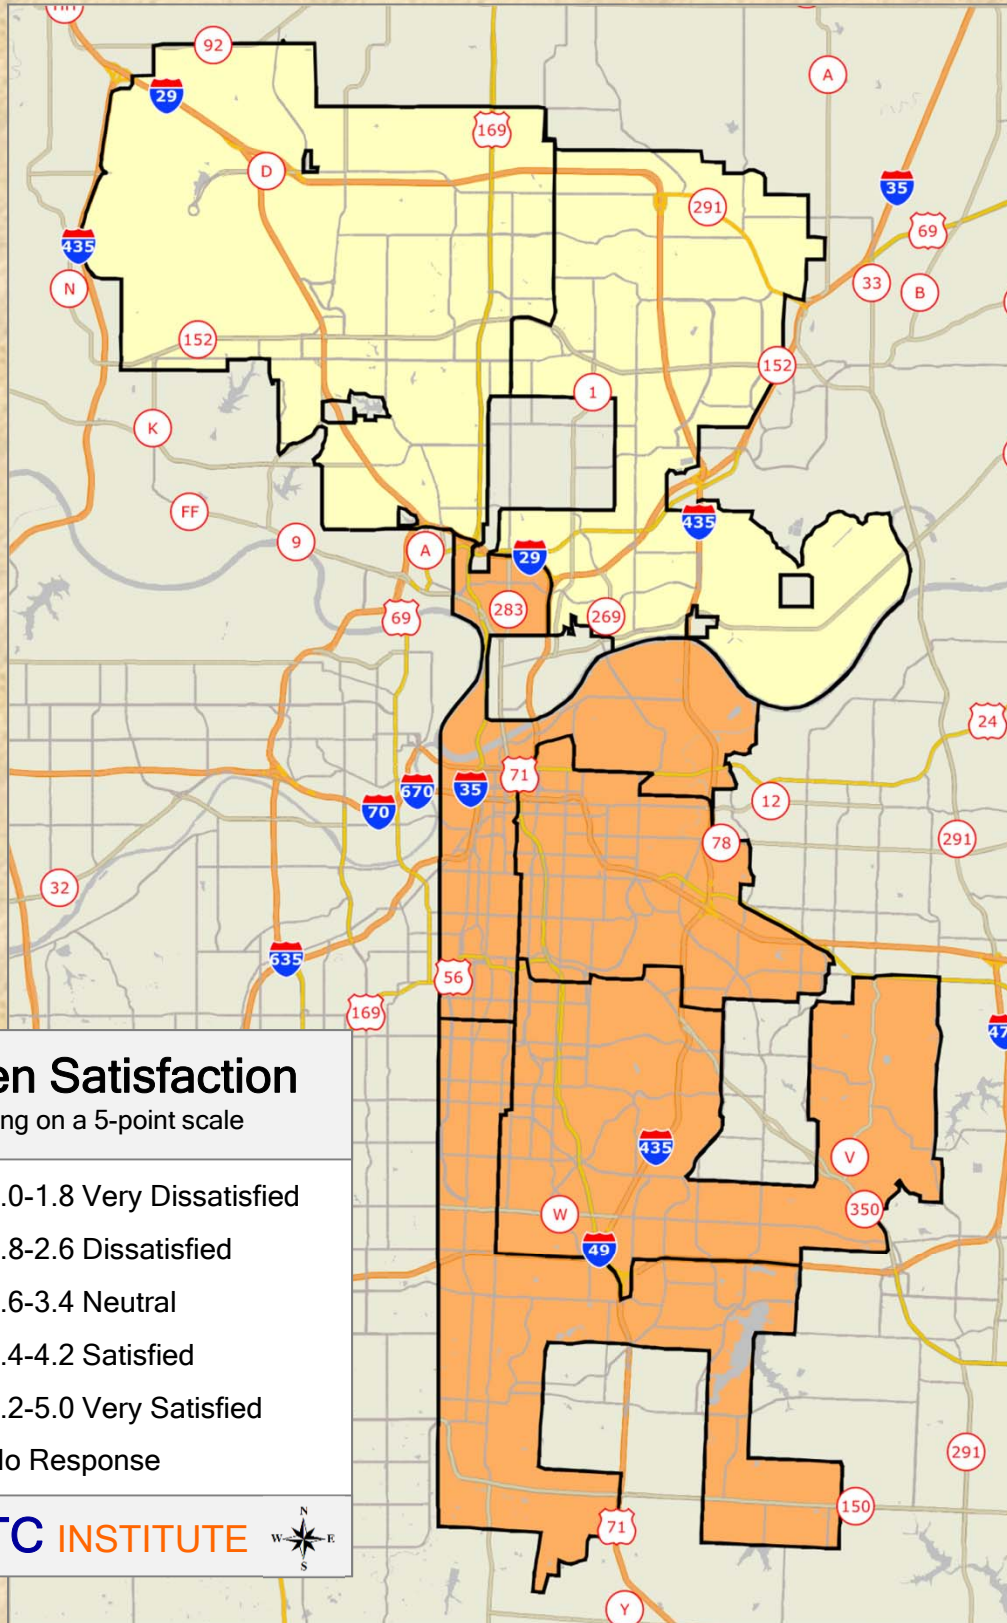 HH
92
A
29
169
D
35
291
69
435
N
33
B
152
152
1
K
FF
435
9
A
29
283
269
69
24
71
670
35
12
70
78
291
32
635
56
169
47
en Satisfaction
ng on a 5-point scale
435
V
.0-1.8 Very Dissatisfied
350
W
.8-2.6 Dissatisfied
49
.6-3.4 Neutral
.4-4.2 Satisfied
.2-5.0 Very Satisfied
No Response
291
150
TC INSTITUTE
N
W E
S
71
Y